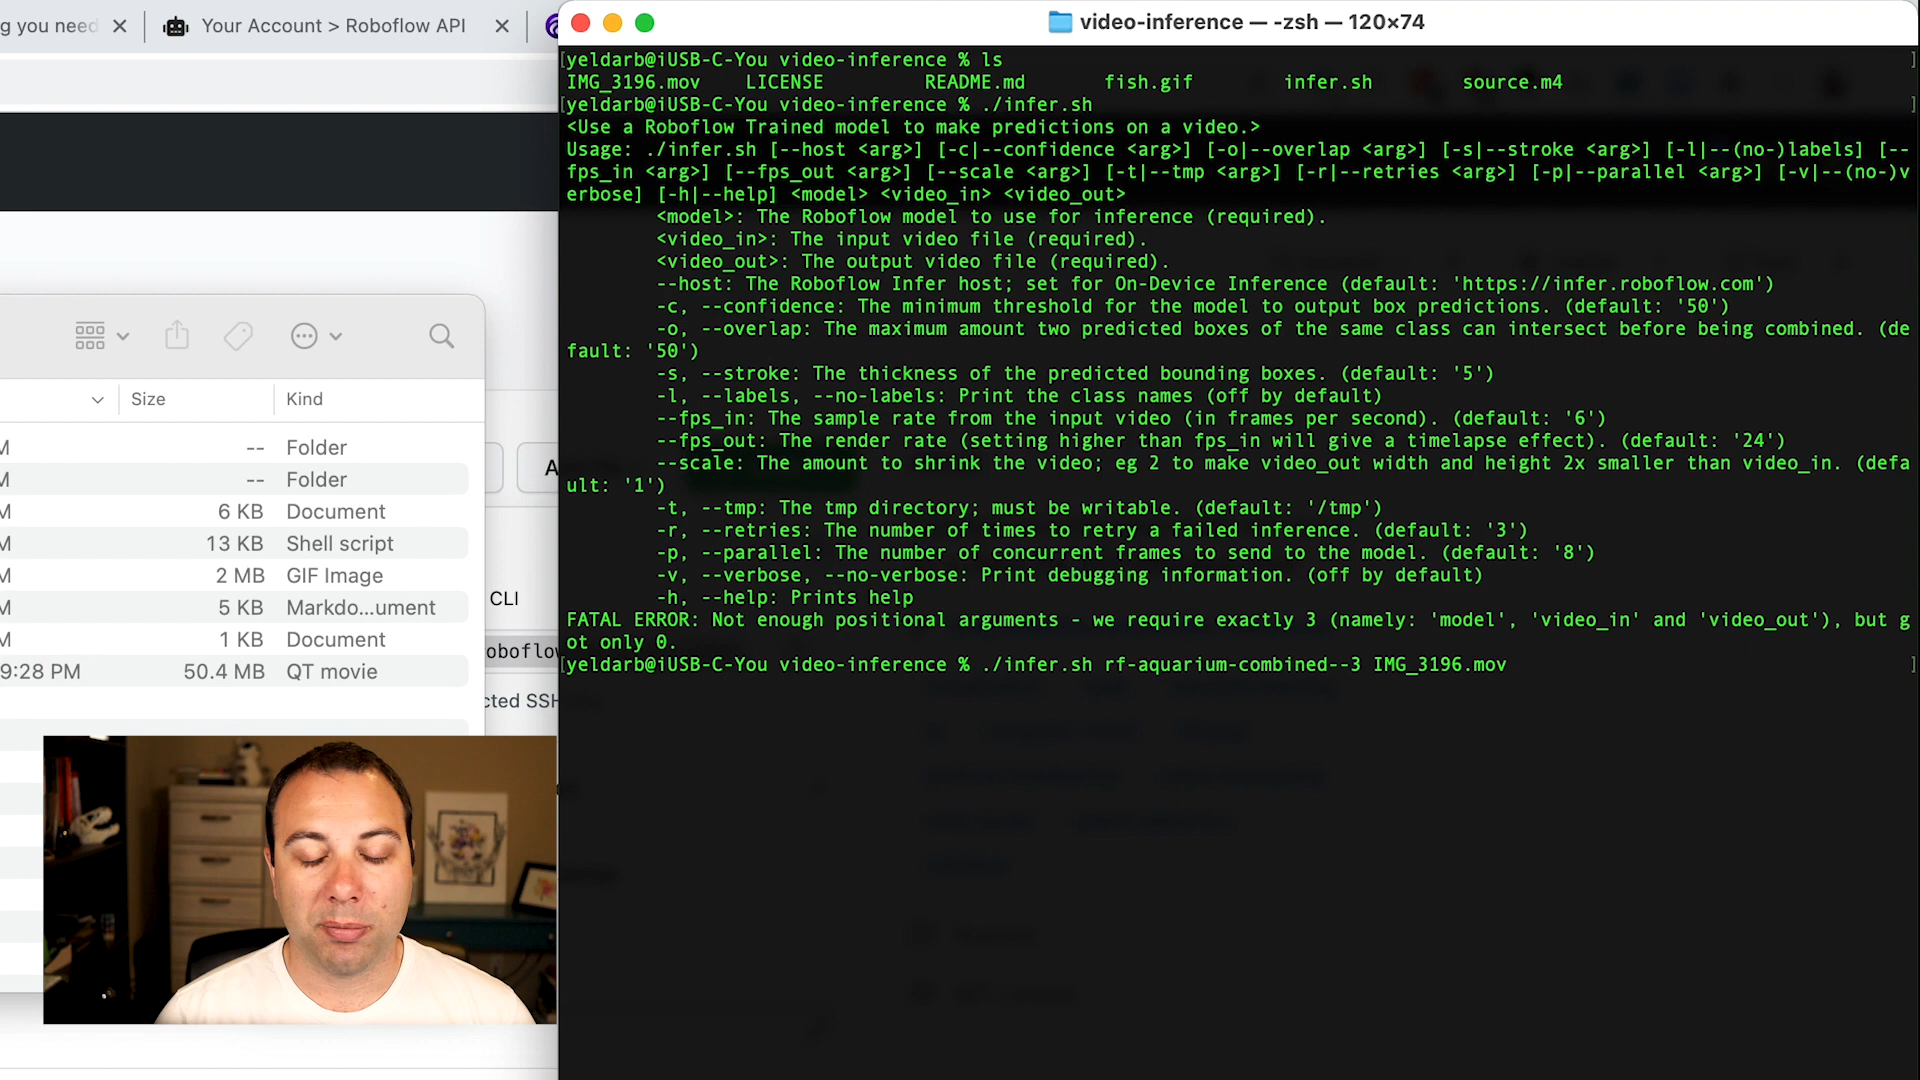 g you need
Your Account > Roboflow API
video-inference — -zsh — 120×74
Size
Kind
M
-- Folder
M
-- Folder
M
6 KB Document
M
13 KB Shell script
M
2 MB GIF Image
M
5 KB Markdo...ument
M
1 KB Document
9:28 PM
50.4 MB QT movie
A
CLI
oboflow
cted SSH
[yeldarb@iUSB-C-You video-inference % ls ]
IMG_3196.mov LICENSE README.md fish.gif infer.sh source.m4
[yeldarb@iUSB-C-You video-inference % ./infer.sh ]
<Use a Roboflow Trained model to make predictions on a video.>
Usage: ./infer.sh [--host <arg>] [-c|--confidence <arg>] [-o|--overlap <arg>] [-s|--stroke <arg>] [-l|--(no-)labels] [--
fps_in <arg>] [--fps_out <arg>] [--scale <arg>] [-t|--tmp <arg>] [-r|--retries <arg>] [-p|--parallel <arg>] [-v|--(no-)v
erbose] [-h|--help] <model> <video_in> <video_out>
<model>: The Roboflow model to use for inference (required).
<video_in>: The input video file (required).
<video_out>: The output video file (required).
--host: The Roboflow Infer host; set for On-Device Inference (default: 'https://infer.roboflow.com')
-c, --confidence: The minimum threshold for the model to output box predictions. (default: '50')
-o, --overlap: The maximum amount two predicted boxes of the same class can intersect before being combined. (de
fault: '50')
-s, --stroke: The thickness of the predicted bounding boxes. (default: '5')
-l, --labels, --no-labels: Print the class names (off by default)
--fps_in: The sample rate from the input video (in frames per second). (default: '6')
--fps_out: The render rate (setting higher than fps_in will give a timelapse effect). (default: '24')
--scale: The amount to shrink the video; eg 2 to make video_out width and height 2x smaller than video_in. (defa
ult: '1')
-t, --tmp: The tmp directory; must be writable. (default: '/tmp')
-r, --retries: The number of times to retry a failed inference. (default: '3')
-p, --parallel: The number of concurrent frames to send to the model. (default: '8')
-v, --verbose, --no-verbose: Print debugging information. (off by default)
-h, --help: Prints help
FATAL ERROR: Not enough positional arguments - we require exactly 3 (namely: 'model', 'video_in' and 'video_out'), but g
ot only 0.
[yeldarb@iUSB-C-You video-inference % ./infer.sh rf-aquarium-combined--3 IMG_3196.mov ]